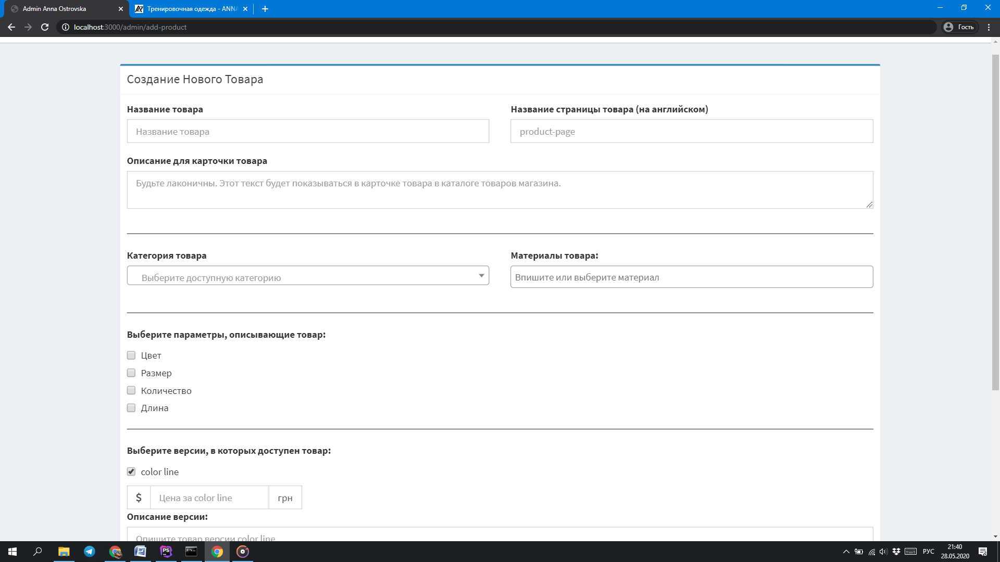 Admin Anna Ostrovska
Тренировочная одежда - ANNA
localhost:3000/admin/add-product
Гость
Создание Нового Товара
Название товара
Название страницы товара (на английском)
Название товара
product-page
Описание для карточки товара
Будьте лаконичны. Этот текст будет показываться в карточке товара в каталоге товаров магазина.
Категория товара
Материалы товара:
Выберите доступную категорию
Впишите или выберите материал
Выберите параметры, описывающие товар:
Цвет
Размер
Количество
Длина
Выберите версии, в которых доступен товар:
color line
$ Цена за color line грн
Описание версии:
Опишите товар версии color line
РУС
21:40
28.05.2020